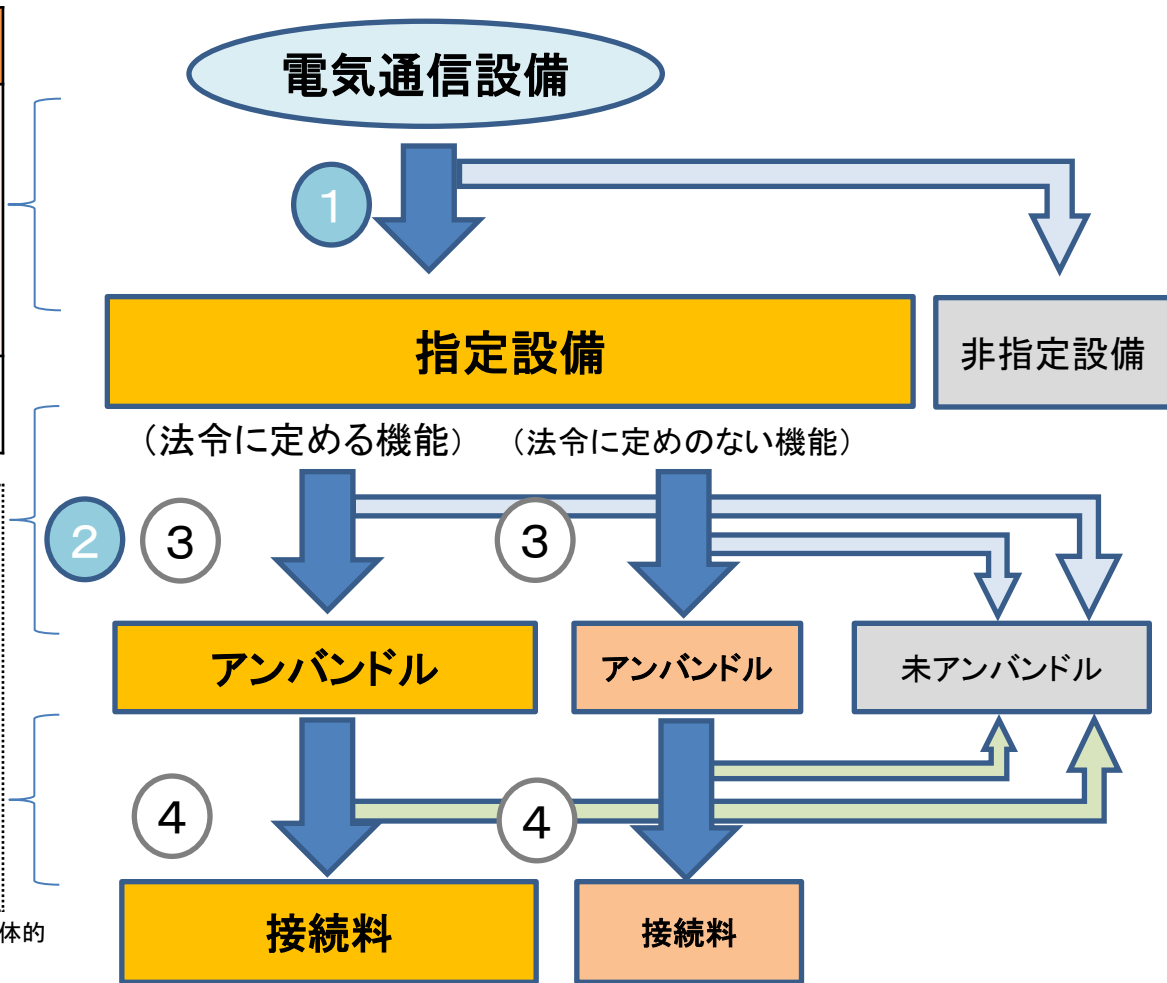 電気通信設備
１
指定設備
非指定設備
（法令に定める機能）
（法令に定めのない機能）
２
３
３
アンバンドル
アンバンドル
未アンバンドル
４
４
体的
接続料
接続料